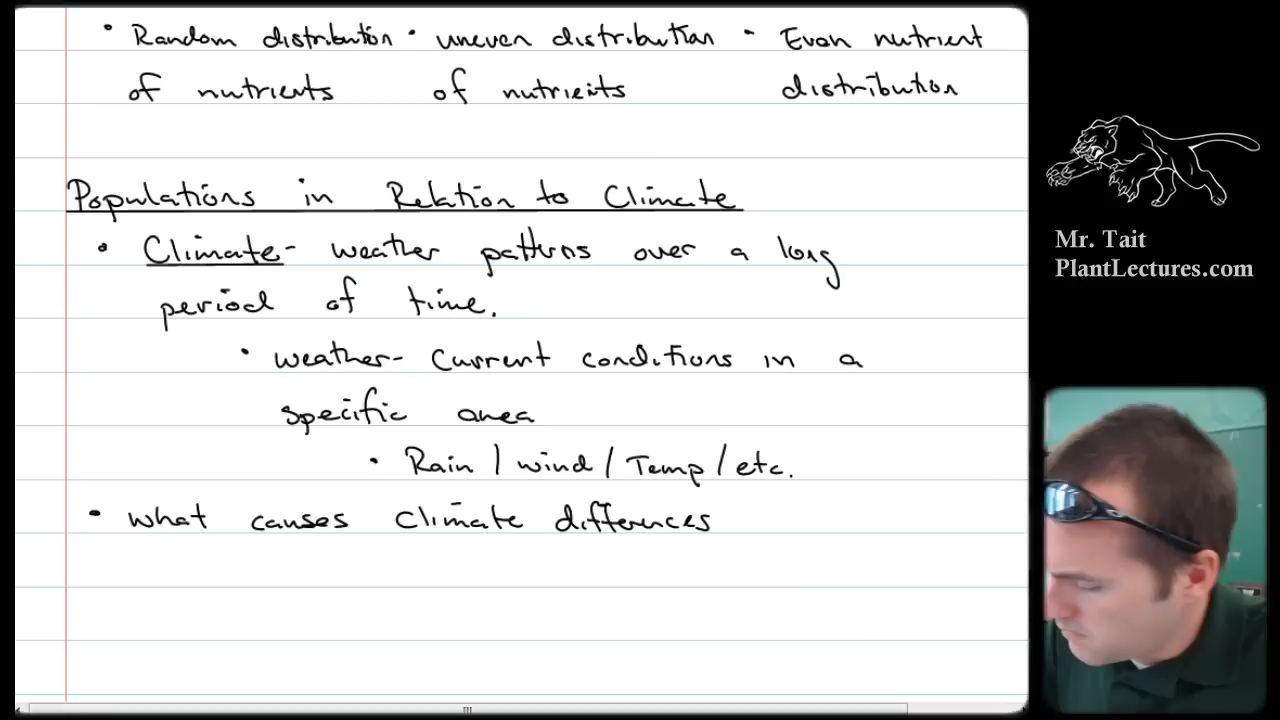 • Random distribution • uneven distribution • Even nutrient
of nutrients of nutrients distribution
Populations in Relation to Climate
• Climate- weather patterns over a long
period of time.
• weather- current conditions in a
specific area
• Rain / wind / Temp / etc.
• what causes climate differences
Mr. Tait
PlantLectures.com